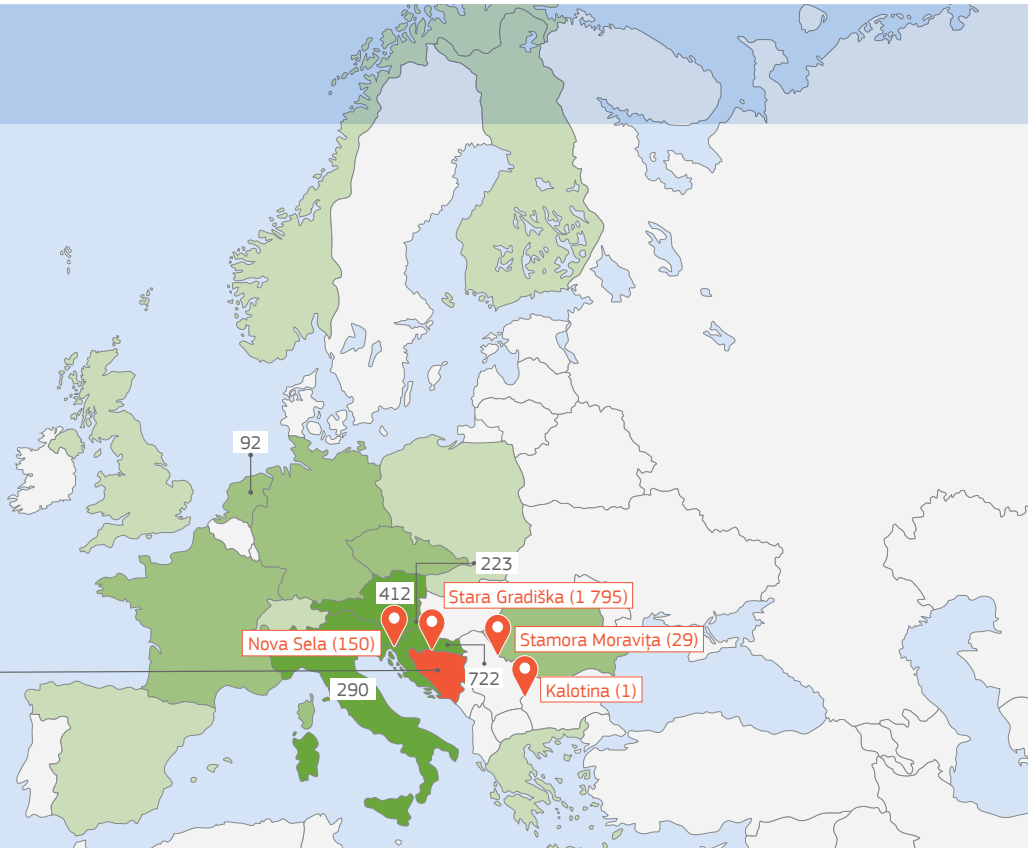 92
223
412
Stara Gradiška (1 795)
Nova Sela (150)
Stamora Moravița (29)
722
290
Kalotina (1)